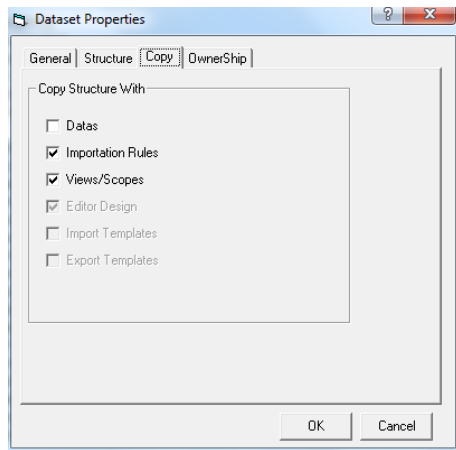 Dataset Properties
General Structure Copy OwnerShip
Copy Structure With
Datas
Importation Rules
Views/Scopes
Editor Design
Import Templates
Export Templates
OK Cancel